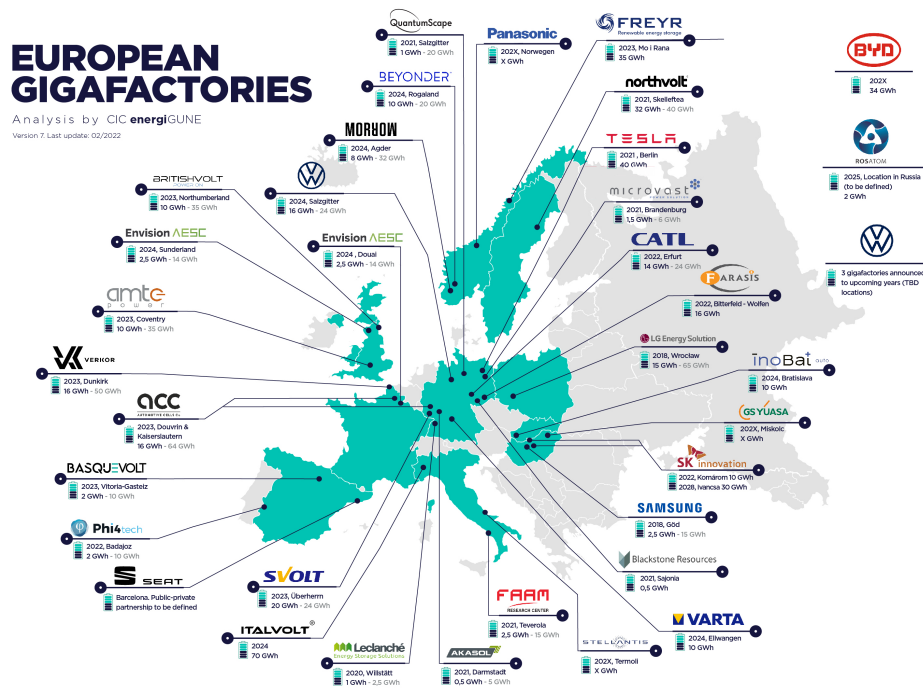 EUROPEAN
GIGAFACTORIES
Analysis by CIC energiGUNE
Version 7. Last update: 02/2022
QuantumScape
2021, Salzgitter
1 GWh - 20 GWh
BEYONDER
2024, Rogaland
10 GWh - 20 GWh
MORROW
2024, Agder
8 GWh - 32 GWh
2024, Salzgitter
16 GWh - 24 GWh
BRITISHVOLT
POWER ON
2023, Northumberland
10 GWh - 35 GWh
Envision AESC
2024, Sunderland
2,5 GWh - 14 GWh
Envision AESC
2024 , Douai
2,5 GWh - 14 GWh
amte
power
2023, Coventry
10 GWh - 35 GWh
VERKOR
2023, Dunkirk
16 GWh - 50 GWh
acc
AUTOMOTIVE CELLS Co
2023, Douvrin &
Kaiserslautern
16 GWh - 64 GWh
BASQUEVOLT
2023, Vitoria-Gasteiz
2 GWh - 10 GWh
Phi4tech
2022, Badajoz
2 GWh - 10 GWh
SEAT
Barcelona. Public-private
partnership to be defined
SVOLT
2023, Überherrn
20 GWh - 24 GWh
ITALVOLT®
2024
70 GWh
Leclanché
Energy Storage Solutions
2020, Willstätt
1 GWh - 2,5 GWh
AKASOL
2021, Darmstadt
0,5 GWh - 5 GWh
FAAM
RESEARCH CENTER
2021, Teverola
2,5 GWh - 15 GWh
STELLANTIS
202X, Termoli
X GWh
VARTA
2024, Ellwangen
10 GWh
Blackstone Resources
2021, Sajonia
0,5 GWh
SAMSUNG
2018, Göd
2,5 GWh - 15 GWh
SK innovation
2022, Komárom 10 GWh
2028, Ivancsa 30 GWh
GS YUASA
202X, Miskolc
X GWh
inoBat auto
2024, Bratislava
10 GWh
LG Energy Solution
2018, Wrocław
15 GWh - 65 GWh
FARASIS
2022, Bitterfeld - Wolfen
16 GWh
CATL
2022, Erfurt
14 GWh - 24 GWh
microvast
POWER SOLUTIONS
2021, Brandenburg
1,5 GWh - 6 GWh
TESLA
2021 , Berlin
40 GWh
northvolt
2021, Skelleftea
32 GWh - 40 GWh
FREYR
Renewable energy storage
2023, Mo i Rana
35 GWh
Panasonic
202X, Norwegen
X GWh
BYD
202X
34 GWh
ROSATOM
2025, Location in Russia
(to be defined)
2 GWh
3 gigafactories announced
to upcoming years (TBD
locations)